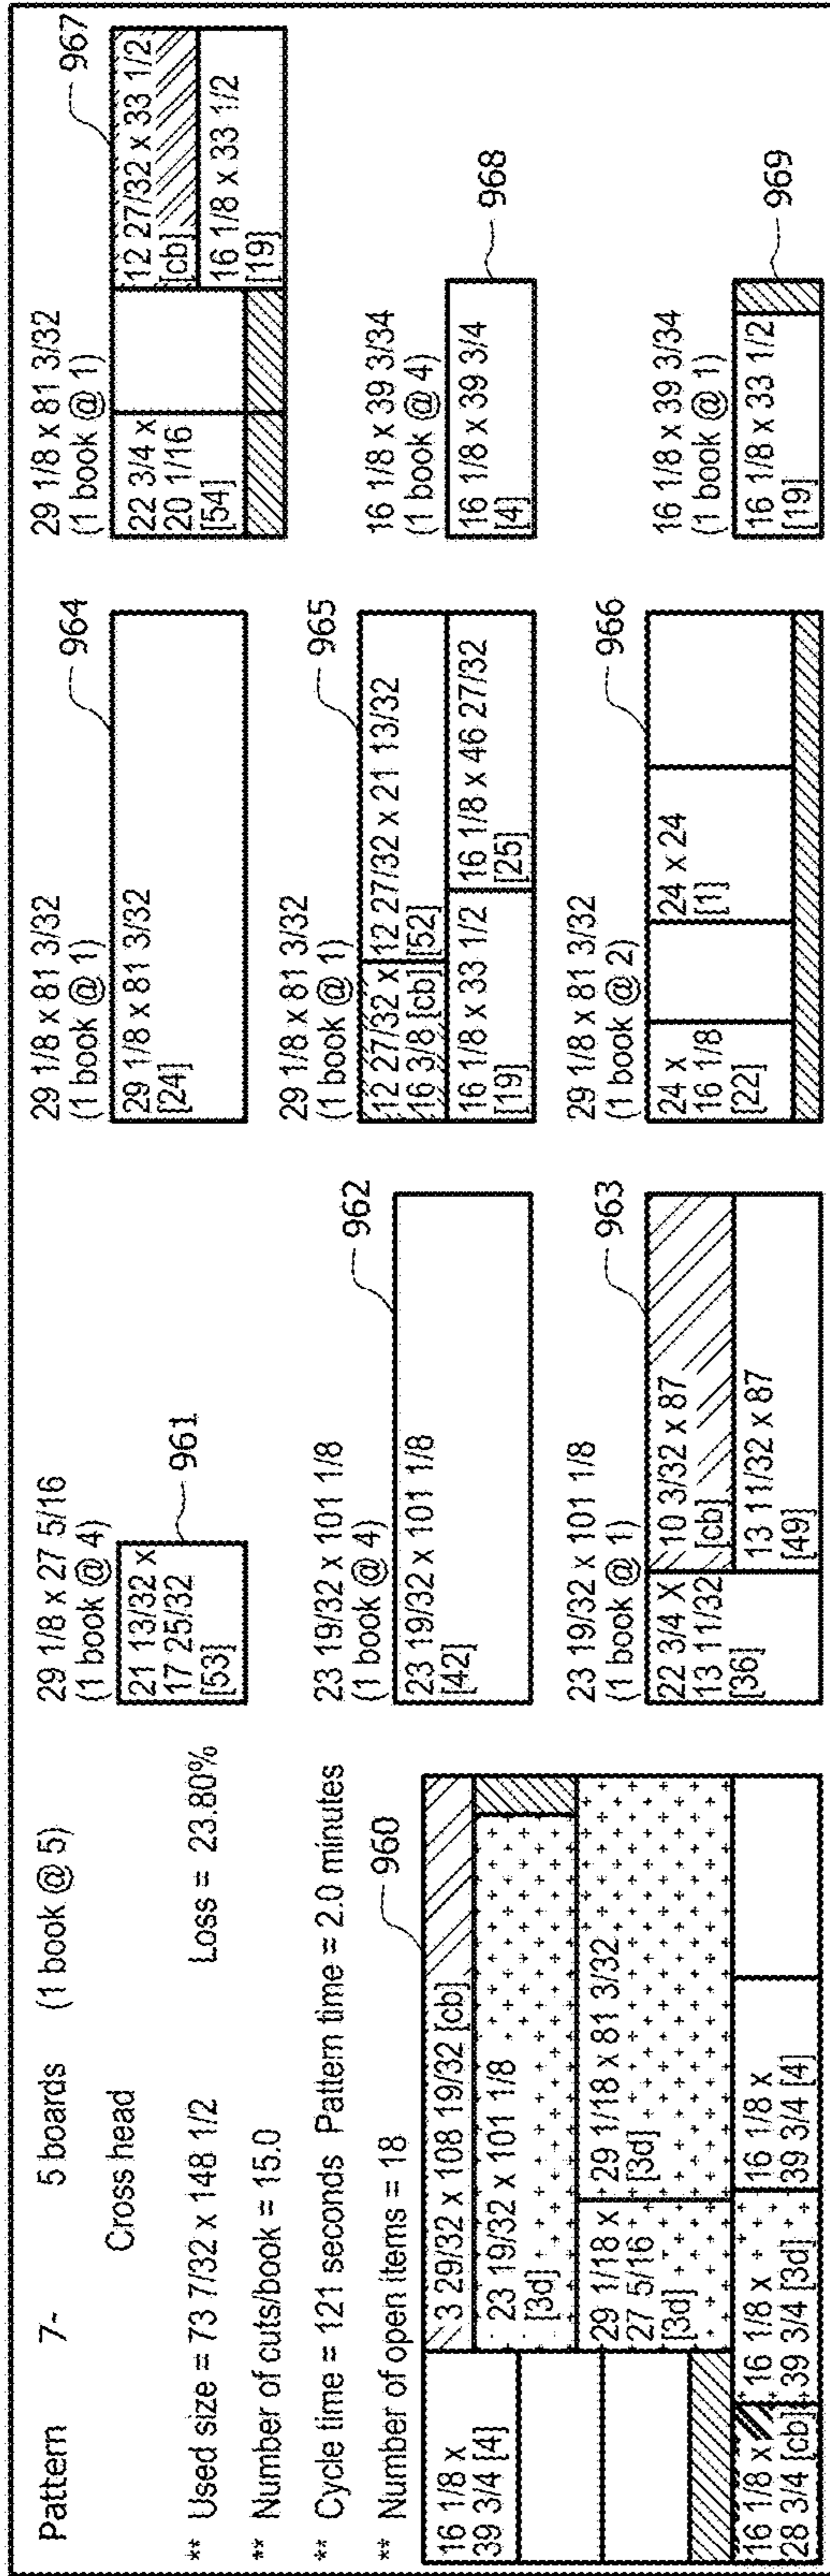 Pattern 7- 5 boards (1 book @ 5)
Cross head
** Used size = 73 7/32 x 148 1/2 Loss = 23.80%
** Number of cuts/book = 15.0
** Cycle time = 121 seconds Pattern time = 2.0 minutes
** Number of open items = 18
960
16 1/8 x
39 3/4 [4]
3 29/32 x 108 19/32 [cb]
23 19/32 x 101 1/8
[3d]
29 1/18 x
27 5/16
[3d]
29 1/18 x 81 3/32
[3d]
16 1/8 x
28 3/4 [cb]
16 1/8 x
39 3/4 [3d]
16 1/8 x
39 3/4 [4]
29 1/8 x 27 5/16
(1 book @ 4)
21 13/32 x
17 25/32
[53]
961
23 19/32 x 101 1/8
(1 book @ 4)
962
23 19/32 x 101 1/8
[42]
23 19/32 x 101 1/8
(1 book @ 1)
963
22 3/4 X
13 11/32
[36]
10 3/32 x 87
[cb]
13 11/32 x 87
[49]
29 1/8 x 81 3/32
(1 book @ 1)
964
29 1/8 x 81 3/32
[24]
29 1/8 x 81 3/32
(1 book @ 1)
965
12 27/32 x
16 3/8 [cb]
12 27/32 x 21 13/32
[52]
16 1/8 x 33 1/2
[19]
16 1/8 x 46 27/32
[25]
29 1/8 x 81 3/32
(1 book @ 2)
966
24 x
16 1/8
[22]
24 x 24
[1]
29 1/8 x 81 3/32
(1 book @ 1)
967
22 3/4 x
20 1/16
[54]
12 27/32 x 33 1/2
[cb]
16 1/8 x 33 1/2
[19]
16 1/8 x 39 3/34
(1 book @ 4)
968
16 1/8 x 39 3/4
[4]
16 1/8 x 39 3/34
(1 book @ 1)
969
16 1/8 x 33 1/2
[19]